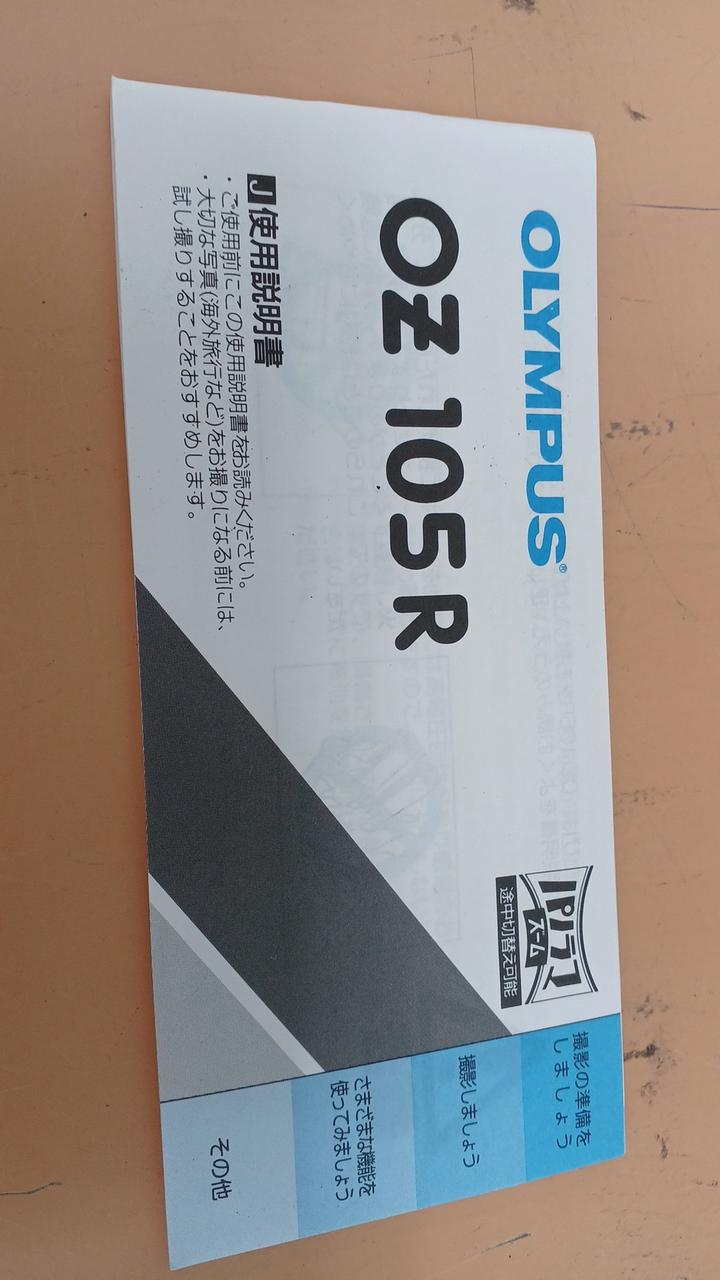 OLYMPUS®
OZ 105 R
J 使用説明書
・ご使用前にこの使用説明書をお読みください。
・大切な写真(海外旅行など)をお撮りになる前には、
試し撮りすることをおすすめします。
パノラマ
ズーム
途中切替え可能
撮影の準備を
しましょう
撮影しましょう
さまざまな機能を
使ってみましょう
その他